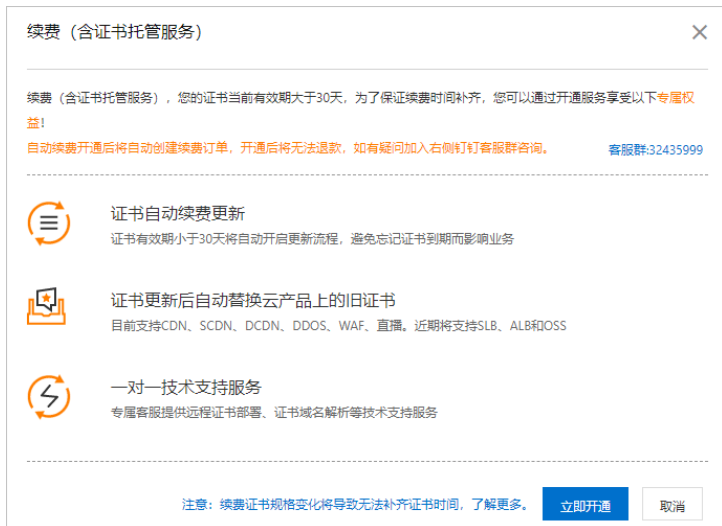 续费（含证书托管服务）
续费（含证书托管服务），您的证书当前有效期大于30天，为了保证续费时间补齐，您可以通过开通服务享受以下专属权
益！
自动续费开通后将自动创建续费订单，开通后将无法退款，如有疑问加入右侧钉钉客服群咨询。 客服群:32435999
证书自动续费更新
证书有效期小于30天将自动开启更新流程，避免忘记证书到期而影响业务
证书更新后自动替换云产品上的旧证书
目前支持CDN、SCDN、DCDN、DDOS、WAF、直播。近期将支持SLB、ALB和OSS
一对一技术支持服务
专属客服提供远程证书部署、证书域名解析等技术支持服务
注意：续费证书规格变化将导致无法补齐证书时间，了解更多。 立即开通 取消